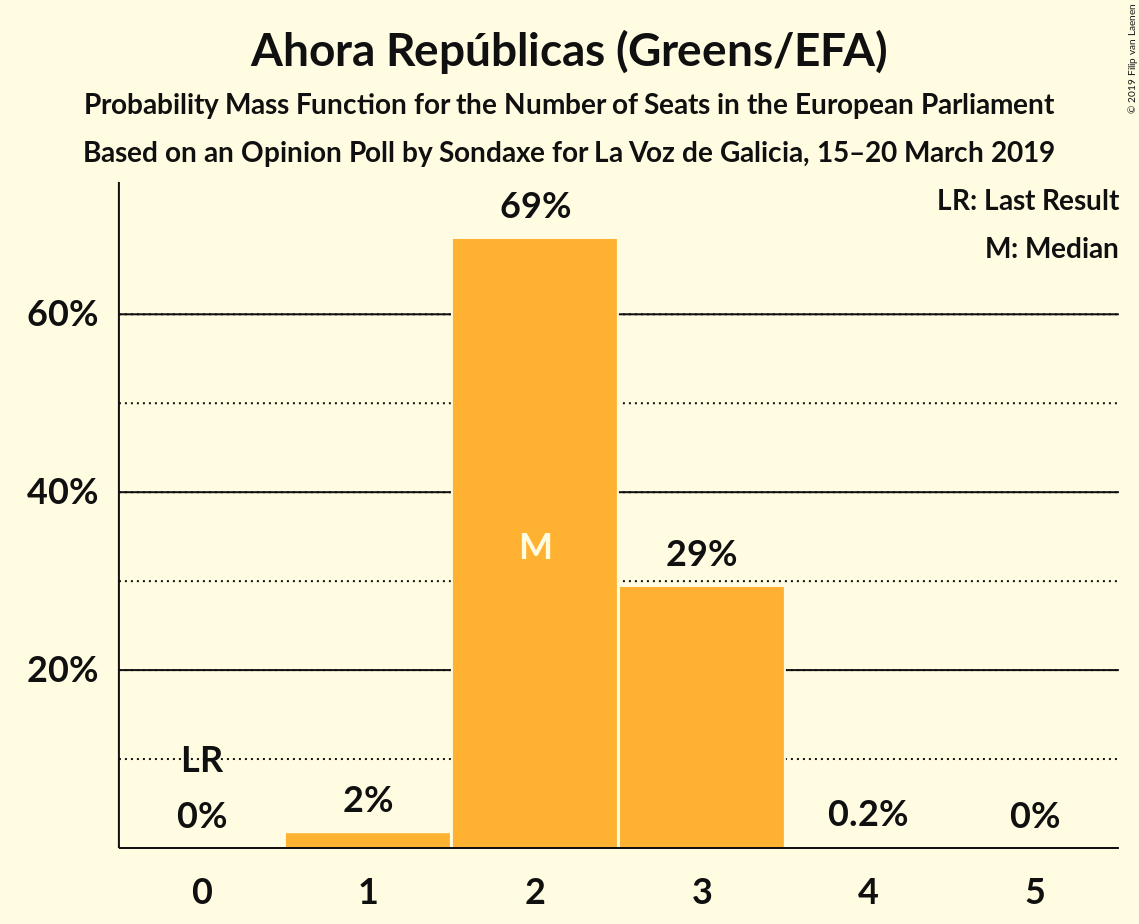 Ahora Repúblicas (Greens/EFA)
Probability Mass Function for the Number of Seats in the European Parliament
Based on an Opinion Poll by Sondaxe for La Voz de Galicia, 15–20 March 2019
© 2019 Filip van Laenen
LR: Last Result
M: Median
69%
60%
40%
M
29%
20%
LR
0%
2%
0.2%
0%
0 1 2 3 4 5